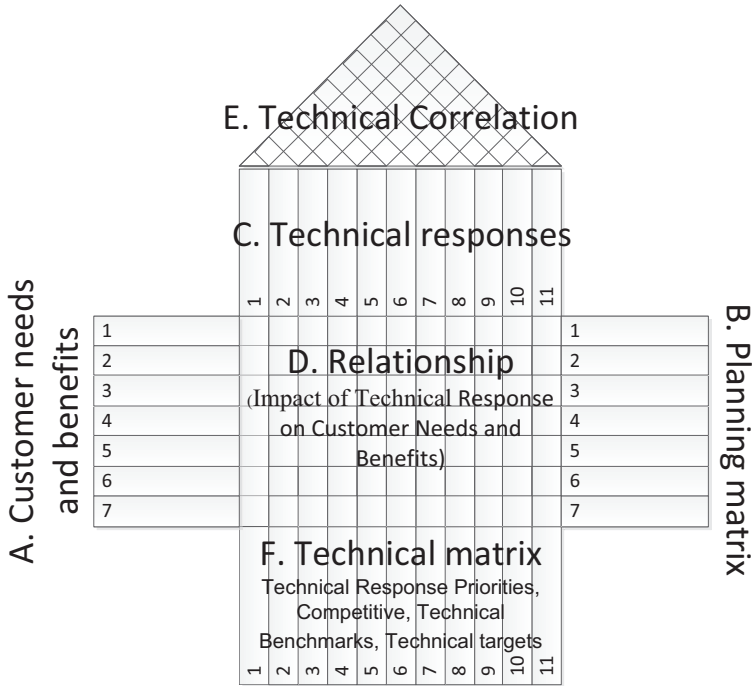 E. Technical Correlation
C. Technical responses
1 2 3 4 5 6 7 8 9 10 11
A. Customer needs
and benefits
1
2
3
4
5
6
7
D. Relationship
(Impact of Technical Response
on Customer Needs and
Benefits)
1
2
3
4
5
6
7
B. Planning matrix
F. Technical matrix
Technical Response Priorities,
Competitive, Technical
Benchmarks, Technical targets
1 2 3 4 5 6 7 8 9 10 11